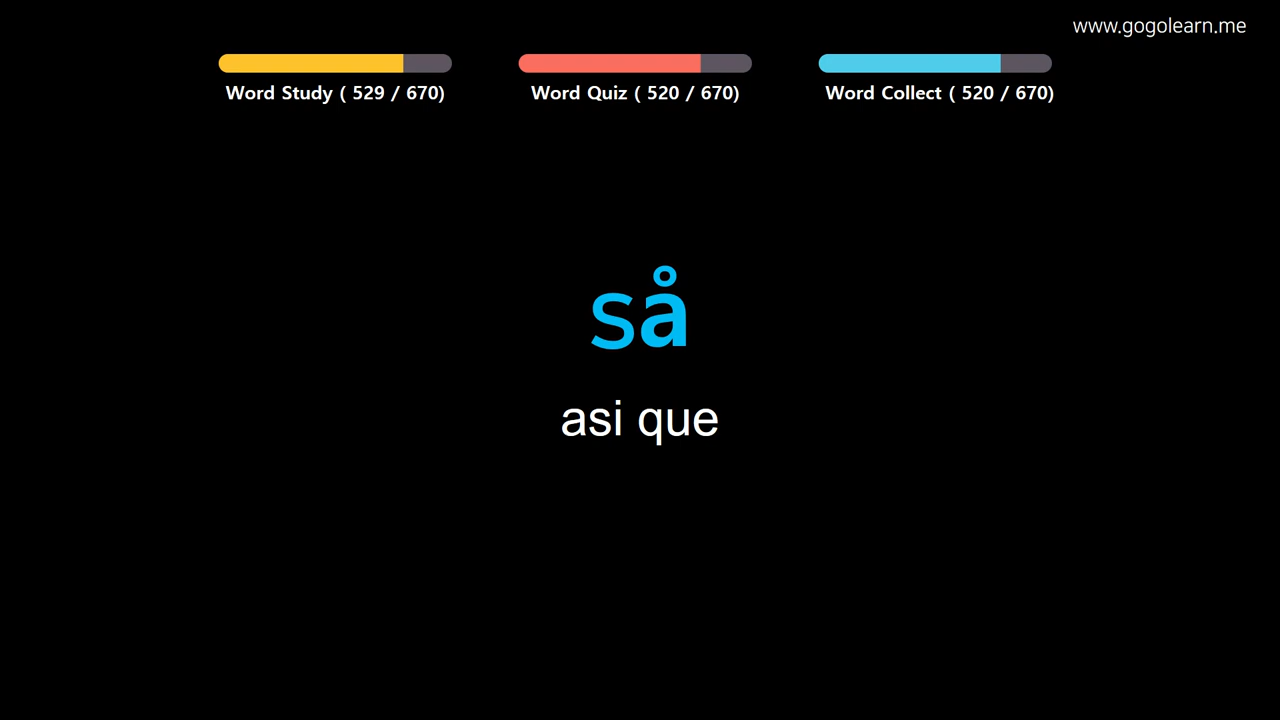 www.gogolearn.me
Word Study ( 529 / 670)
Word Quiz ( 520 / 670)
Word Collect ( 520 / 670)
så
asi que